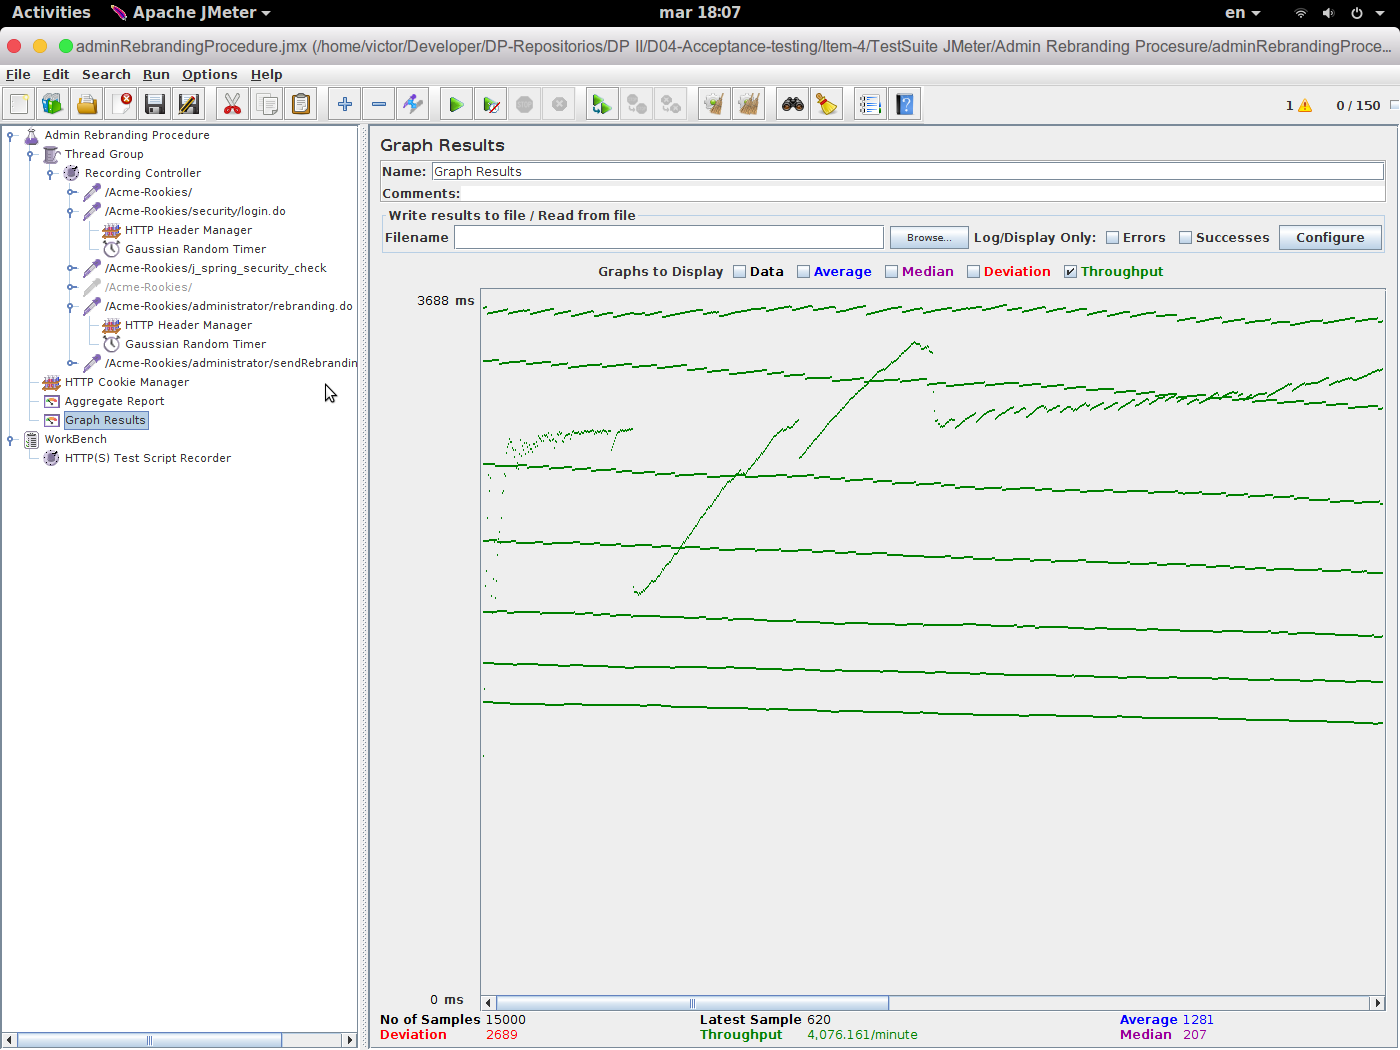 Activities Apache JMeter mar 18:07 en
adminRebrandingProcedure.jmx (/home/victor/Developer/DP-Repositorios/DP II/D04-Acceptance-testing/Item-4/TestSuite JMeter/Admin Rebranding Procesure/adminRebrandingProce...
File Edit Search Run Options Help
1 0 / 150
Admin Rebranding Procedure
Thread Group
Recording Controller
/Acme-Rookies/
/Acme-Rookies/security/login.do
HTTP Header Manager
Gaussian Random Timer
/Acme-Rookies/j_spring_security_check
/Acme-Rookies/
/Acme-Rookies/administrator/rebranding.do
HTTP Header Manager
Gaussian Random Timer
/Acme-Rookies/administrator/sendRebrandin
HTTP Cookie Manager
Aggregate Report
Graph Results
WorkBench
HTTP(S) Test Script Recorder
Graph Results
Name: Graph Results
Comments:
Write results to file / Read from file
Filename Browse... Log/Display Only: Errors Successes Configure
Graphs to Display Data Average Median Deviation Throughput
3688 ms
0 ms
No of Samples 15000 Latest Sample 620 Average 1281
Deviation 2689 Throughput 4,076.161/minute Median 207